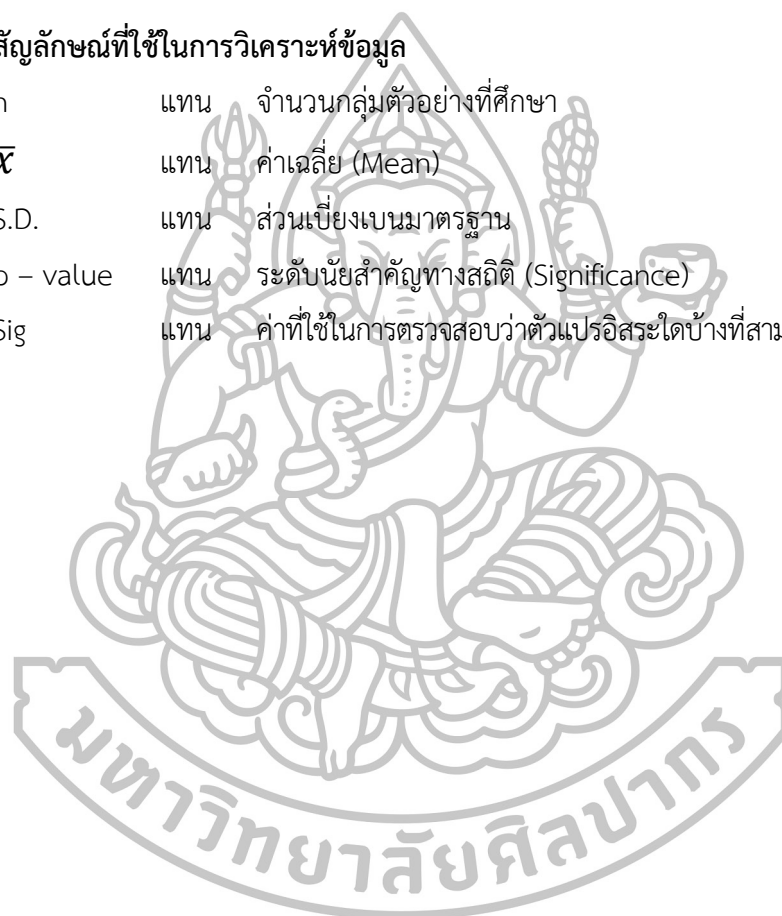 สัญลักษณ์ที่ใช้ในการวิเคราะห์ข้อมูล
n แทน จำนวนกลุ่มตัวอย่างที่ศึกษา
x̅ แทน ค่าเฉลี่ย (Mean)
S.D. แทน ส่วนเบี่ยงเบนมาตรฐาน
p – value แทน ระดับนัยสำคัญทางสถิติ (Significance)
Sig แทน ค่าที่ใช้ในการตรวจสอบว่าตัวแปรอิสระใดบ้างที่สาม
มหาวิทยาลัยศิลปากร